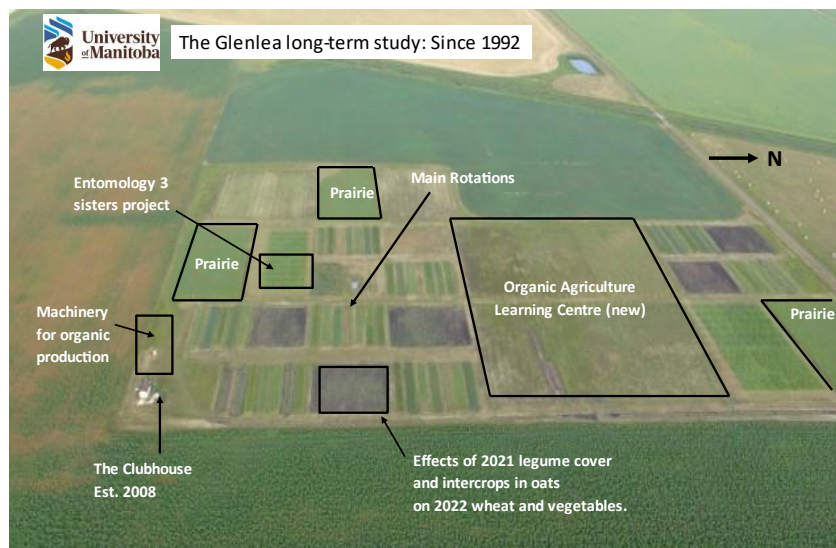 University
of Manitoba
The Glenlea long-term study: Since 1992
N
Entomology 3
sisters project
Prairie
Main Rotations
Prairie
Organic Agriculture
Learning Centre (new)
Machinery
for organic
production
Prairie
The Clubhouse
Est. 2008
Effects of 2021 legume cover
and intercrops in oats
on 2022 wheat and vegetables.